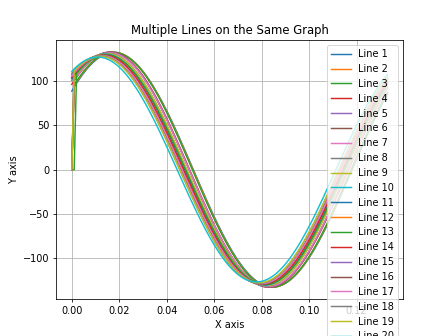 Multiple Lines on the Same Graph
Y axis
100
50
0
−50
−100
0.00
0.02
0.04
0.06
0.08
0.10
X axis
Line 1
Line 2
Line 3
Line 4
Line 5
Line 6
Line 7
Line 8
Line 9
Line 10
Line 11
Line 12
Line 13
Line 14
Line 15
Line 16
Line 17
Line 18
Line 19
Line 20